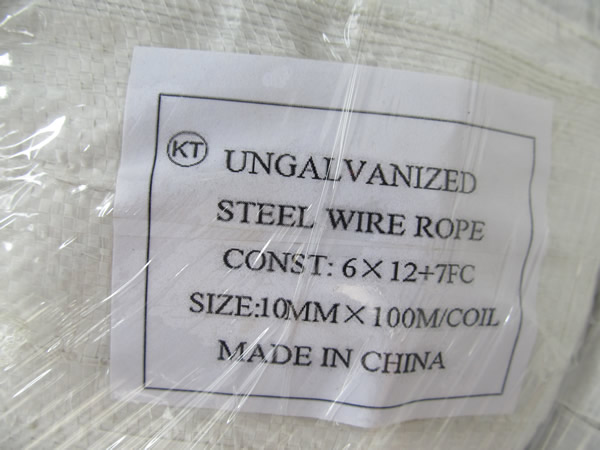 KT
UNGALVANIZED
STEEL WIRE ROPE
CONST: 6×12+7FC
SIZE:10MM×100M/COIL
MADE IN CHINA